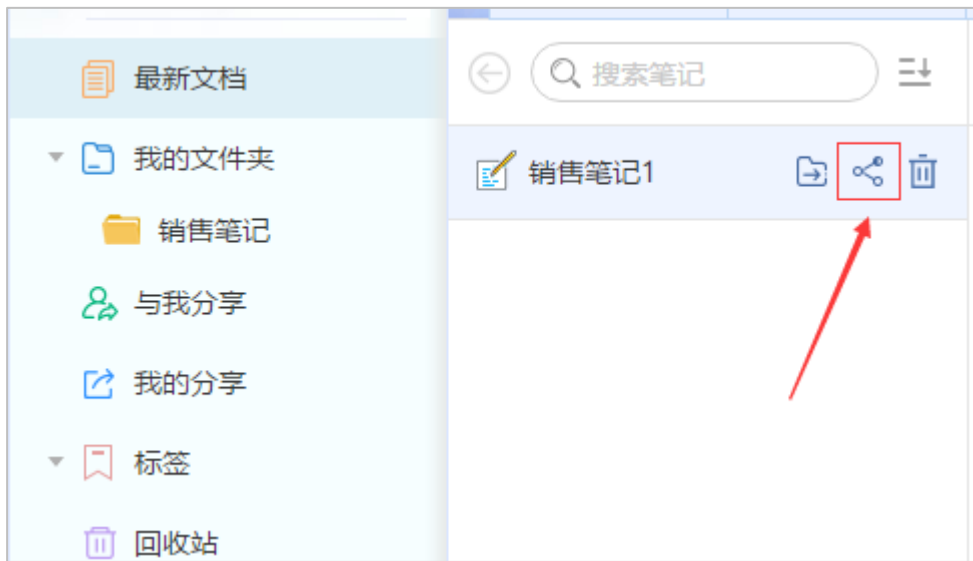 最新文档
我的文件夹
销售笔记
与我分享
我的分享
标签
回收站
搜索笔记
销售笔记1